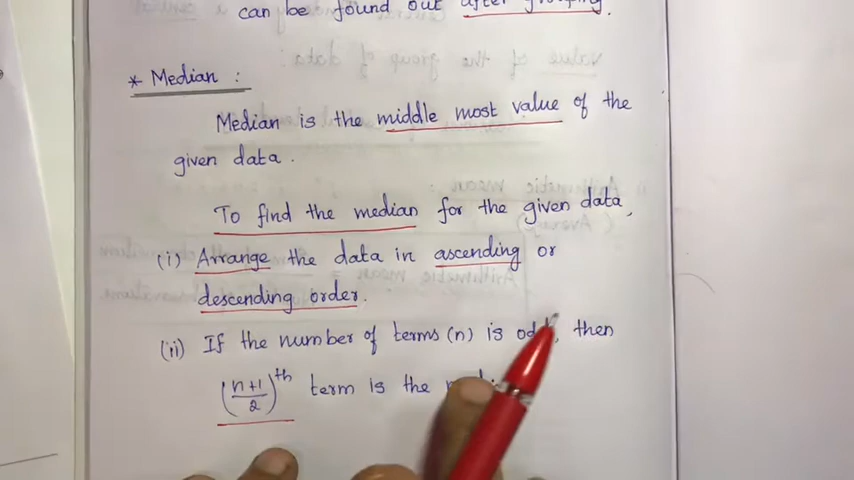 can be found out after grouping.
* Median :
Median is the middle most value of the
given data.
To find the median for the given data,
(i) Arrange the data in ascending or
descending order.
(ii) If the number of terms (n) is odd, then
(n+1/2)th term is the